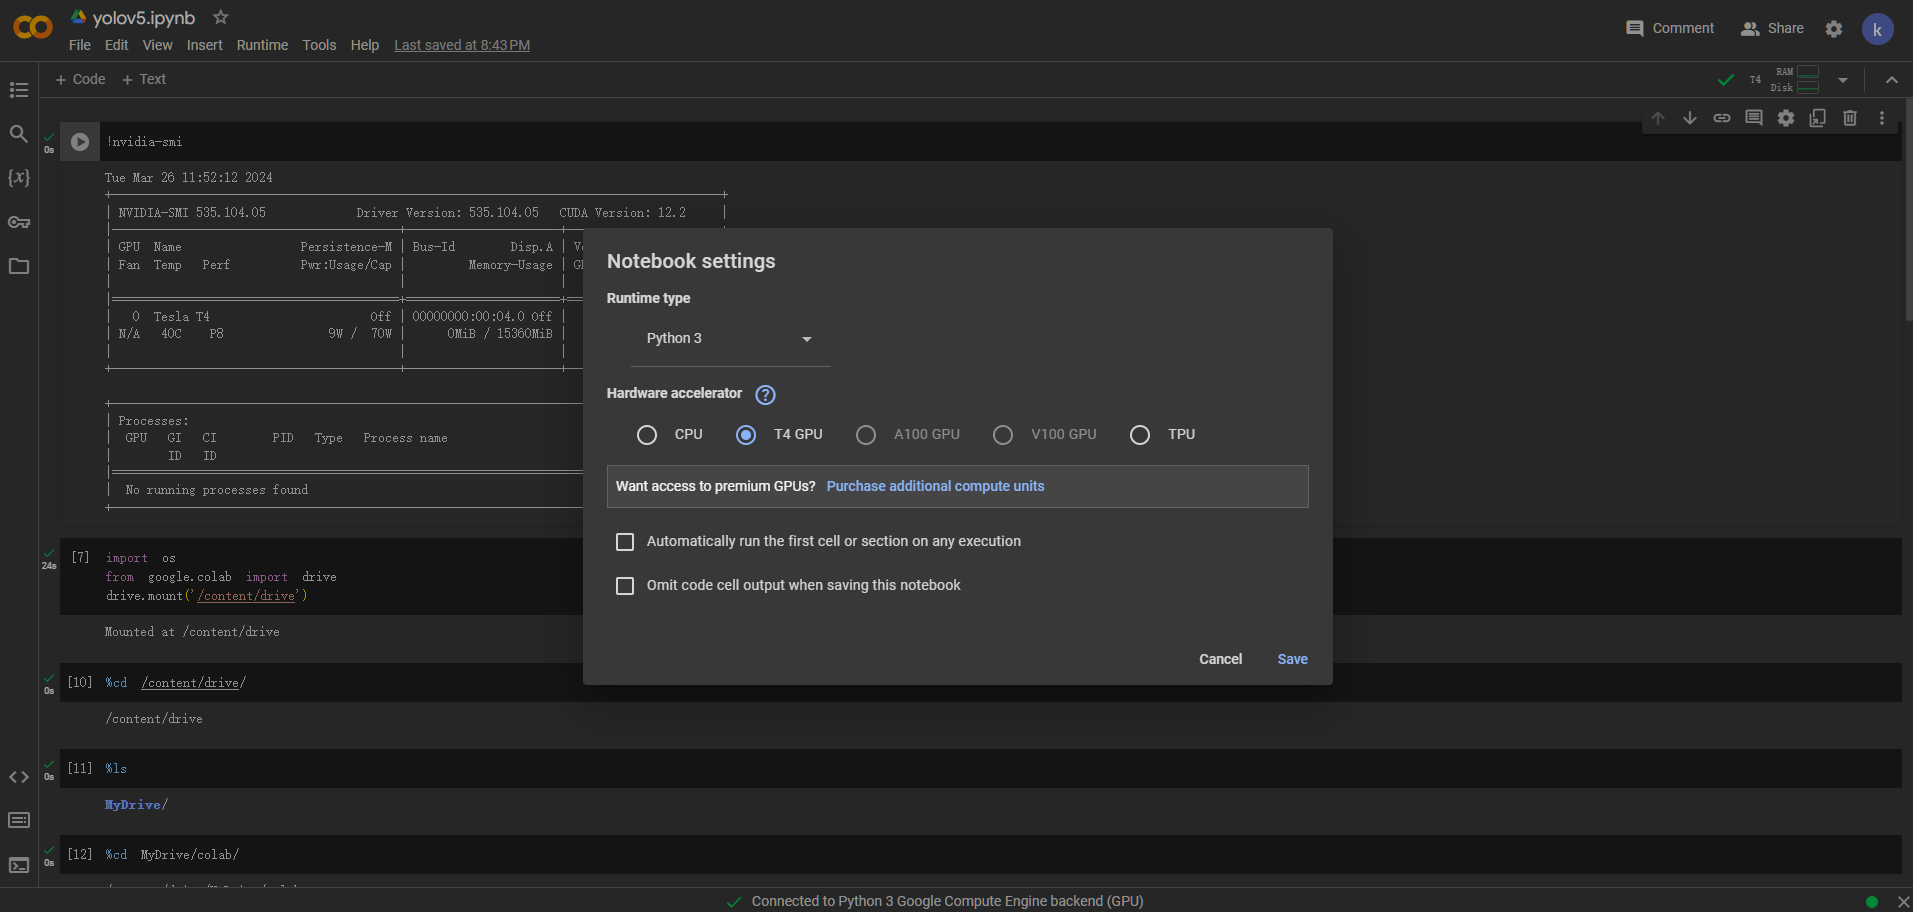 yolov5.ipynb
File Edit View Insert Runtime Tools Help Last saved at 8:43 PM
Comment Share k
+ Code + Text
T4 RAM Disk
!nvidia-smi
0s
Tue Mar 26 11:52:12 2024
NVIDIA-SMI 535.104.05 Driver Version: 535.104.05 CUDA Version: 12.2
GPU Name Persistence-M | Bus-Id Disp.A |
Fan Temp Perf Pwr:Usage/Cap | Memory-Usage |
0 Tesla T4 Off | 00000000:00:04.0 Off |
N/A 40C P8 9W / 70W | 0MiB / 15360MiB |
Processes:
GPU GI CI PID Type Process name
ID ID
No running processes found
Notebook settings
Runtime type
Python 3
Hardware accelerator ?
CPU T4 GPU A100 GPU V100 GPU TPU
Want access to premium GPUs? Purchase additional compute units
Automatically run the first cell or section on any execution
Omit code cell output when saving this notebook
Cancel Save
24s
[7] import os
from google.colab import drive
drive.mount('/content/drive')
Mounted at /content/drive
0s
[10] %cd /content/drive/
/content/drive
0s
[11] %ls
MyDrive/
0s
[12] %cd MyDrive/colab/
Connected to Python 3 Google Compute Engine backend (GPU)